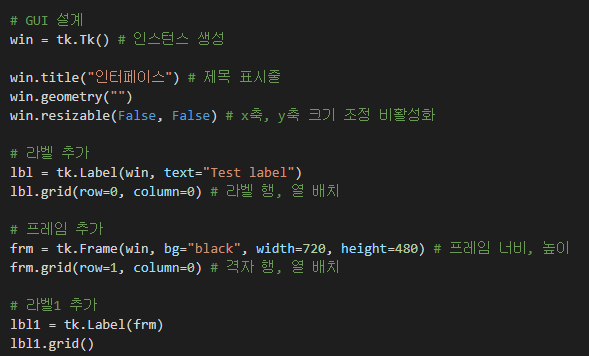 # GUI 설계
win = tk.Tk() # 인스턴스 생성
win.title("인터페이스") # 제목 표시줄
win.geometry("")
win.resizable(False, False) # x축, y축 크기 조정 비활성화
# 라벨 추가
lbl = tk.Label(win, text="Test label")
lbl.grid(row=0, column=0) # 라벨 행, 열 배치
# 프레임 추가
frm = tk.Frame(win, bg="black", width=720, height=480) # 프레임 너비, 높이
frm.grid(row=1, column=0) # 격자 행, 열 배치
# 라벨1 추가
lbl1 = tk.Label(frm)
lbl1.grid()